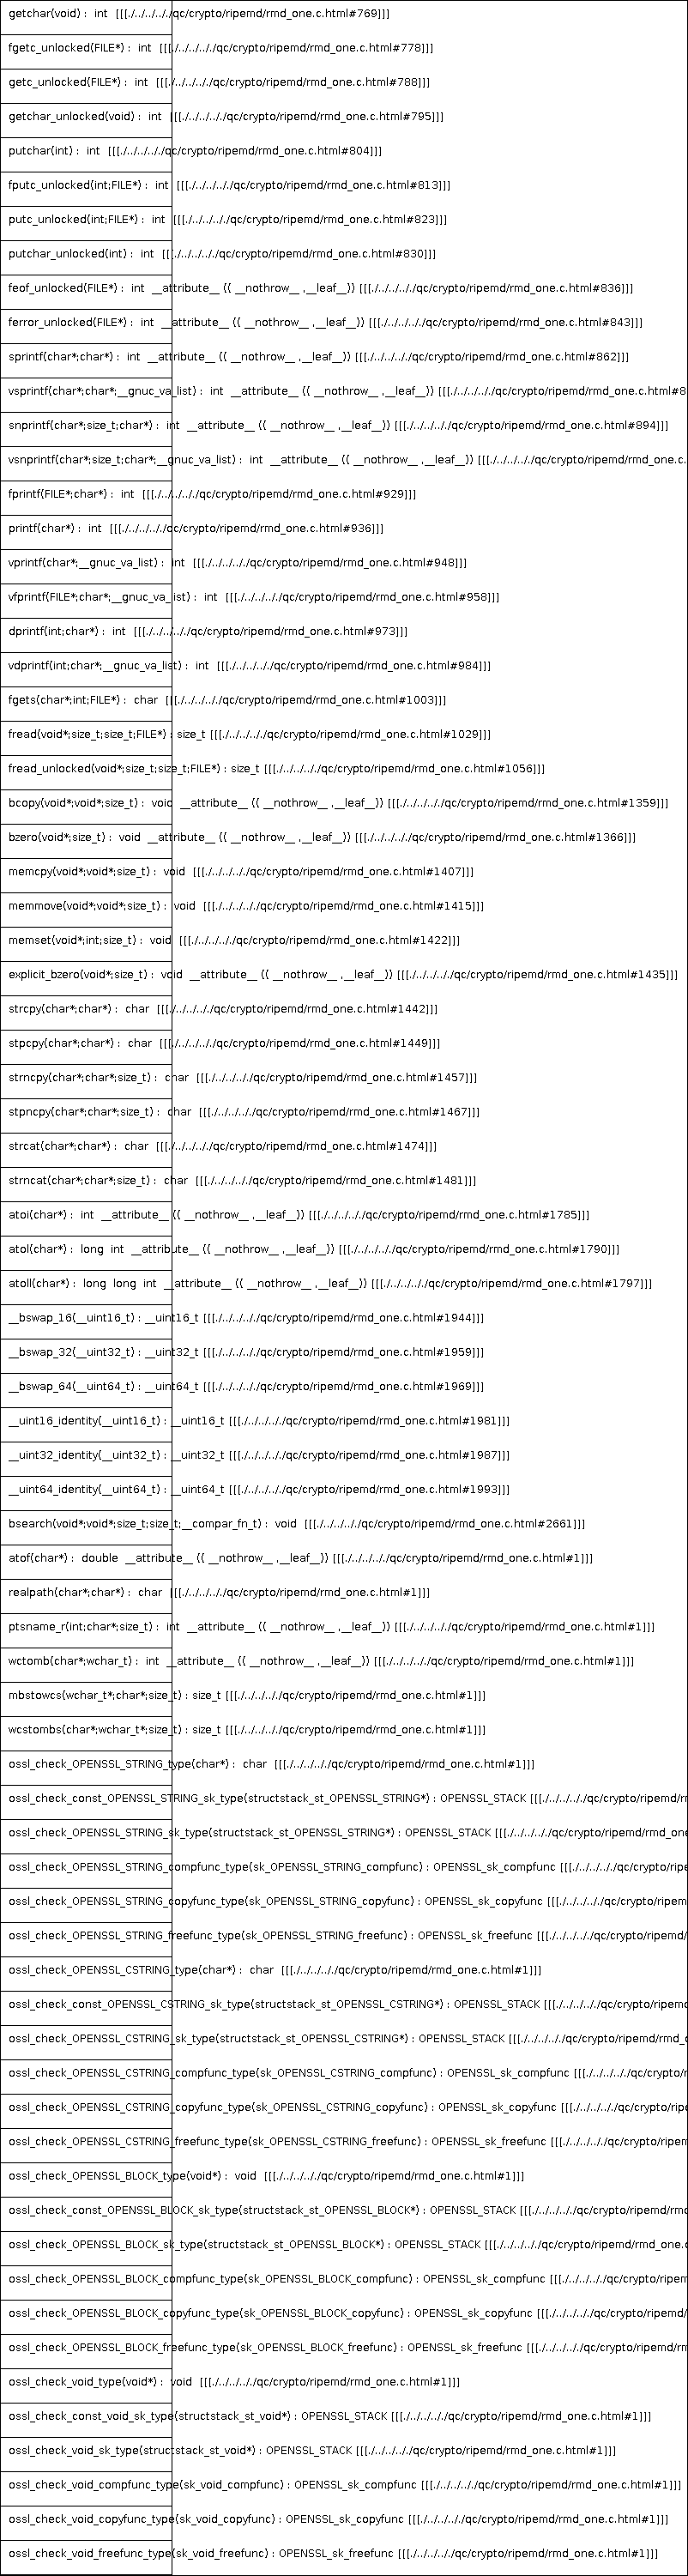 getchar(void) :  int  [[[./../../../qc/crypto/ripemd/rmd_one.c.html#769]]]
fgetc_unlocked(FILE*) :  int  [[[./../../../qc/crypto/ripemd/rmd_one.c.html#778]]]
getc_unlocked(FILE*) :  int  [[[./../../../qc/crypto/ripemd/rmd_one.c.html#788]]]
getchar_unlocked(void) :  int  [[[./../../../qc/crypto/ripemd/rmd_one.c.html#795]]]
putchar(int) :  int  [[[./../../../qc/crypto/ripemd/rmd_one.c.html#804]]]
fputc_unlocked(int;FILE*) :  int  [[[./../../../qc/crypto/ripemd/rmd_one.c.html#813]]]
putc_unlocked(int;FILE*) :  int  [[[./../../../qc/crypto/ripemd/rmd_one.c.html#823]]]
putchar_unlocked(int) :  int  [[[./../../../qc/crypto/ripemd/rmd_one.c.html#830]]]
feof_unlocked(FILE*) :  int  __attribute__ (( __nothrow__ ,__leaf__)) [[[./../../../qc/crypto/ripemd/rmd_one.c.html#836]]]
ferror_unlocked(FILE*) :  int  __attribute__ (( __nothrow__ ,__leaf__)) [[[./../../../qc/crypto/ripemd/rmd_one.c.html#843]]]
sprintf(char*;char*) :  int  __attribute__ (( __nothrow__ ,__leaf__)) [[[./../../../qc/crypto/ripemd/rmd_one.c.html#862]]]
vsprintf(char*;char*;__gnuc_va_list) :  int  __attribute__ (( __nothrow__ ,__leaf__)) [[[./../../../qc/crypto/ripemd/rmd_one.c.html#8
snprintf(char*;size_t;char*) :  int  __attribute__ (( __nothrow__ ,__leaf__)) [[[./../../../qc/crypto/ripemd/rmd_one.c.html#894]]]
vsnprintf(char*;size_t;char*;__gnuc_va_list) :  int  __attribute__ (( __nothrow__ ,__leaf__)) [[[./../../../qc/crypto/ripemd/rmd_one.c.
fprintf(FILE*;char*) :  int  [[[./../../../qc/crypto/ripemd/rmd_one.c.html#929]]]
printf(char*) :  int  [[[./../../../qc/crypto/ripemd/rmd_one.c.html#936]]]
vprintf(char*;__gnuc_va_list) :  int  [[[./../../../qc/crypto/ripemd/rmd_one.c.html#948]]]
vfprintf(FILE*;char*;__gnuc_va_list) :  int  [[[./../../../qc/crypto/ripemd/rmd_one.c.html#958]]]
dprintf(int;char*) :  int  [[[./../../../qc/crypto/ripemd/rmd_one.c.html#973]]]
vdprintf(int;char*;__gnuc_va_list) :  int  [[[./../../../qc/crypto/ripemd/rmd_one.c.html#984]]]
fgets(char*;int;FILE*) :  char  [[[./../../../qc/crypto/ripemd/rmd_one.c.html#1003]]]
fread(void*;size_t;size_t;FILE*) : size_t [[[./../../../qc/crypto/ripemd/rmd_one.c.html#1029]]]
fread_unlocked(void*;size_t;size_t;FILE*) : size_t [[[./../../../qc/crypto/ripemd/rmd_one.c.html#1056]]]
bcopy(void*;void*;size_t) :  void  __attribute__ (( __nothrow__ ,__leaf__)) [[[./../../../qc/crypto/ripemd/rmd_one.c.html#1359]]]
bzero(void*;size_t) :  void  __attribute__ (( __nothrow__ ,__leaf__)) [[[./../../../qc/crypto/ripemd/rmd_one.c.html#1366]]]
memcpy(void*;void*;size_t) :  void  [[[./../../../qc/crypto/ripemd/rmd_one.c.html#1407]]]
memmove(void*;void*;size_t) :  void  [[[./../../../qc/crypto/ripemd/rmd_one.c.html#1415]]]
memset(void*;int;size_t) :  void  [[[./../../../qc/crypto/ripemd/rmd_one.c.html#1422]]]
explicit_bzero(void*;size_t) :  void  __attribute__ (( __nothrow__ ,__leaf__)) [[[./../../../qc/crypto/ripemd/rmd_one.c.html#1435]]]
strcpy(char*;char*) :  char  [[[./../../../qc/crypto/ripemd/rmd_one.c.html#1442]]]
stpcpy(char*;char*) :  char  [[[./../../../qc/crypto/ripemd/rmd_one.c.html#1449]]]
strncpy(char*;char*;size_t) :  char  [[[./../../../qc/crypto/ripemd/rmd_one.c.html#1457]]]
stpncpy(char*;char*;size_t) :  char  [[[./../../../qc/crypto/ripemd/rmd_one.c.html#1467]]]
strcat(char*;char*) :  char  [[[./../../../qc/crypto/ripemd/rmd_one.c.html#1474]]]
strncat(char*;char*;size_t) :  char  [[[./../../../qc/crypto/ripemd/rmd_one.c.html#1481]]]
atoi(char*) :  int  __attribute__ (( __nothrow__ ,__leaf__)) [[[./../../../qc/crypto/ripemd/rmd_one.c.html#1785]]]
atol(char*) :  long  int  __attribute__ (( __nothrow__ ,__leaf__)) [[[./../../../qc/crypto/ripemd/rmd_one.c.html#1790]]]
atoll(char*) :  long  long  int  __attribute__ (( __nothrow__ ,__leaf__)) [[[./../../../qc/crypto/ripemd/rmd_one.c.html#1797]]]
__bswap_16(__uint16_t) : __uint16_t [[[./../../../qc/crypto/ripemd/rmd_one.c.html#1944]]]
__bswap_32(__uint32_t) : __uint32_t [[[./../../../qc/crypto/ripemd/rmd_one.c.html#1959]]]
__bswap_64(__uint64_t) : __uint64_t [[[./../../../qc/crypto/ripemd/rmd_one.c.html#1969]]]
__uint16_identity(__uint16_t) : __uint16_t [[[./../../../qc/crypto/ripemd/rmd_one.c.html#1981]]]
__uint32_identity(__uint32_t) : __uint32_t [[[./../../../qc/crypto/ripemd/rmd_one.c.html#1987]]]
__uint64_identity(__uint64_t) : __uint64_t [[[./../../../qc/crypto/ripemd/rmd_one.c.html#1993]]]
bsearch(void*;void*;size_t;size_t;__compar_fn_t) :  void  [[[./../../../qc/crypto/ripemd/rmd_one.c.html#2661]]]
atof(char*) :  double  __attribute__ (( __nothrow__ ,__leaf__)) [[[./../../../qc/crypto/ripemd/rmd_one.c.html#1]]]
realpath(char*;char*) :  char  [[[./../../../qc/crypto/ripemd/rmd_one.c.html#1]]]
ptsname_r(int;char*;size_t) :  int  __attribute__ (( __nothrow__ ,__leaf__)) [[[./../../../qc/crypto/ripemd/rmd_one.c.html#1]]]
wctomb(char*;wchar_t) :  int  __attribute__ (( __nothrow__ ,__leaf__)) [[[./../../../qc/crypto/ripemd/rmd_one.c.html#1]]]
mbstowcs(wchar_t*;char*;size_t) : size_t [[[./../../../qc/crypto/ripemd/rmd_one.c.html#1]]]
wcstombs(char*;wchar_t*;size_t) : size_t [[[./../../../qc/crypto/ripemd/rmd_one.c.html#1]]]
ossl_check_OPENSSL_STRING_type(char*) :  char  [[[./../../../qc/crypto/ripemd/rmd_one.c.html#1]]]
ossl_check_const_OPENSSL_STRING_sk_type(structstack_st_OPENSSL_STRING*) : OPENSSL_STACK [[[./../../../qc/crypto/ripemd/r
ossl_check_OPENSSL_STRING_sk_type(structstack_st_OPENSSL_STRING*) : OPENSSL_STACK [[[./../../../qc/crypto/ripemd/rmd_one
ossl_check_OPENSSL_STRING_compfunc_type(sk_OPENSSL_STRING_compfunc) : OPENSSL_sk_compfunc [[[./../../../qc/crypto/ripe
ossl_check_OPENSSL_STRING_copyfunc_type(sk_OPENSSL_STRING_copyfunc) : OPENSSL_sk_copyfunc [[[./../../../qc/crypto/ripem
ossl_check_OPENSSL_STRING_freefunc_type(sk_OPENSSL_STRING_freefunc) : OPENSSL_sk_freefunc [[[./../../../qc/crypto/ripemd/
ossl_check_OPENSSL_CSTRING_type(char*) :  char  [[[./../../../qc/crypto/ripemd/rmd_one.c.html#1]]]
ossl_check_const_OPENSSL_CSTRING_sk_type(structstack_st_OPENSSL_CSTRING*) : OPENSSL_STACK [[[./../../../qc/crypto/ripemd
ossl_check_OPENSSL_CSTRING_sk_type(structstack_st_OPENSSL_CSTRING*) : OPENSSL_STACK [[[./../../../qc/crypto/ripemd/rmd_
ossl_check_OPENSSL_CSTRING_compfunc_type(sk_OPENSSL_CSTRING_compfunc) : OPENSSL_sk_compfunc [[[./../../../qc/crypto/r
ossl_check_OPENSSL_CSTRING_copyfunc_type(sk_OPENSSL_CSTRING_copyfunc) : OPENSSL_sk_copyfunc [[[./../../../qc/crypto/ripe
ossl_check_OPENSSL_CSTRING_freefunc_type(sk_OPENSSL_CSTRING_freefunc) : OPENSSL_sk_freefunc [[[./../../../qc/crypto/ripem
ossl_check_OPENSSL_BLOCK_type(void*) :  void  [[[./../../../qc/crypto/ripemd/rmd_one.c.html#1]]]
ossl_check_const_OPENSSL_BLOCK_sk_type(structstack_st_OPENSSL_BLOCK*) : OPENSSL_STACK [[[./../../../qc/crypto/ripemd/rmd
ossl_check_OPENSSL_BLOCK_sk_type(structstack_st_OPENSSL_BLOCK*) : OPENSSL_STACK [[[./../../../qc/crypto/ripemd/rmd_one.c
ossl_check_OPENSSL_BLOCK_compfunc_type(sk_OPENSSL_BLOCK_compfunc) : OPENSSL_sk_compfunc [[[./../../../qc/crypto/ripem
ossl_check_OPENSSL_BLOCK_copyfunc_type(sk_OPENSSL_BLOCK_copyfunc) : OPENSSL_sk_copyfunc [[[./../../../qc/crypto/ripemd/
ossl_check_OPENSSL_BLOCK_freefunc_type(sk_OPENSSL_BLOCK_freefunc) : OPENSSL_sk_freefunc [[[./../../../qc/crypto/ripemd/rm
ossl_check_void_type(void*) :  void  [[[./../../../qc/crypto/ripemd/rmd_one.c.html#1]]]
ossl_check_const_void_sk_type(structstack_st_void*) : OPENSSL_STACK [[[./../../../qc/crypto/ripemd/rmd_one.c.html#1]]]
ossl_check_void_sk_type(structstack_st_void*) : OPENSSL_STACK [[[./../../../qc/crypto/ripemd/rmd_one.c.html#1]]]
ossl_check_void_compfunc_type(sk_void_compfunc) : OPENSSL_sk_compfunc [[[./../../../qc/crypto/ripemd/rmd_one.c.html#1]]]
ossl_check_void_copyfunc_type(sk_void_copyfunc) : OPENSSL_sk_copyfunc [[[./../../../qc/crypto/ripemd/rmd_one.c.html#1]]]
ossl_check_void_freefunc_type(sk_void_freefunc) : OPENSSL_sk_freefunc [[[./../../../qc/crypto/ripemd/rmd_one.c.html#1]]]